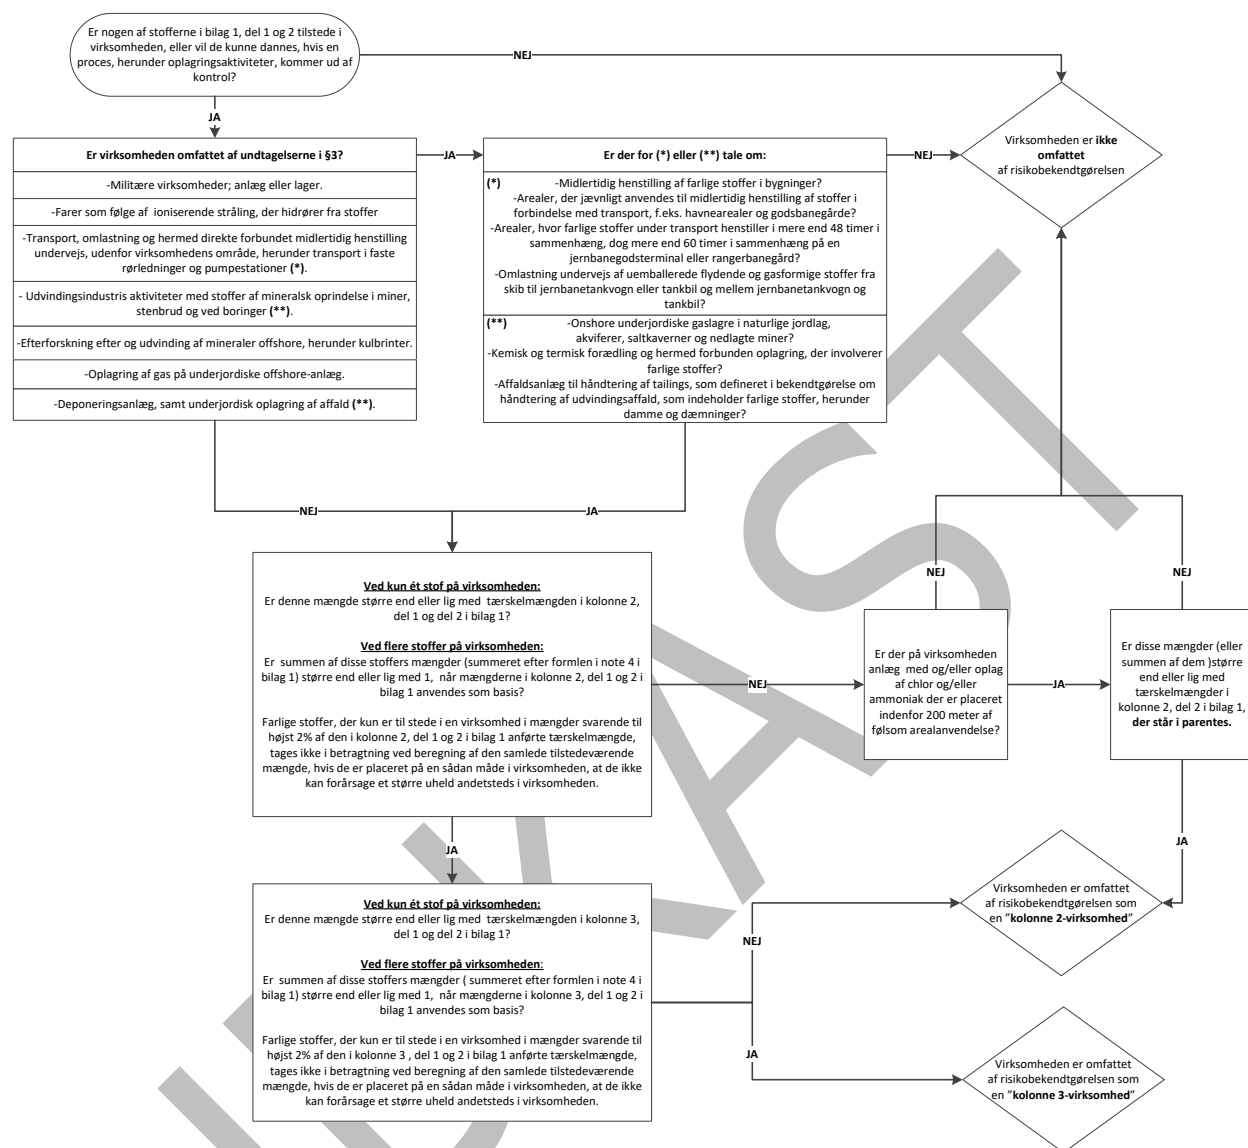 Er nogen af stofferne i bilag 1, del 1 og 2 tilstede i
virksomheden, eller vil de kunne dannes, hvis en
proces, herunder oplagringsaktiviteter, kommer ud af
kontrol?
NEJ
JA
Er virksomheden omfattet af undtagelserne i §3?
-Militære virksomheder; anlæg eller lager.
-Farer som følge af ioniserende stråling, der hidrører fra stoffer
-Transport, omlastning og hermed direkte forbundet midlertidig henstilling
undervejs, udenfor virksomhedens område, herunder transport i faste
rørledninger og pumpestationer (*).
- Udvindingsindustris aktiviteter med stoffer af mineralsk oprindelse i miner,
stenbrud og ved boringer (**).
-Efterforskning efter og udvinding af mineraler offshore, herunder kulbrinter.
-Oplagring af gas på underjordiske offshore-anlæg.
-Deponeringsanlæg, samt underjordisk oplagring af affald (**).
JA
Er der for (*) eller (**) tale om:
(*) -Midlertidig henstilling af farlige stoffer i bygninger?
-Arealer, der jævnligt anvendes til midlertidig henstilling af stoffer i
forbindelse med transport, f.eks. havnearealer og godsbanegårde?
-Arealer, hvor farlige stoffer under transport henstiller i mere end 48 timer i
sammenhæng, dog mere end 60 timer i sammenhæng på en
jernbanegodsterminal eller rangerbanegård?
-Omlastning undervejs af uemballerede flydende og gasformige stoffer fra
skib til jernbanetankvogn eller tankbil og mellem jernbanetankvogn og
tankbil?
(**) -Onshore underjordiske gaslagre i naturlige jordlag,
akviferer, saltkaverner og nedlagte miner?
-Kemisk og termisk forædling og hermed forbunden oplagring, der involverer
farlige stoffer?
-Affaldsanlæg til håndtering af tailings, som defineret i bekendtgørelse om
håndtering af udvindingsaffald, som indeholder farlige stoffer, herunder
damme og dæmninger?
NEJ
Virksomheden er ikke
omfattet
af risikobekendtgørelsen
NEJ
JA
Ved kun ét stof på virksomheden:
Er denne mængde større end eller lig med tærskelmængden i kolonne 2,
del 1 og del 2 i bilag 1?
Ved flere stoffer på virksomheden:
Er summen af disse stoffers mængder (summeret efter formlen i note 4 i
bilag 1) større end eller lig med 1, når mængderne i kolonne 2, del 1 og 2 i
bilag 1 anvendes som basis?
Farlige stoffer, der kun er til stede i en virksomhed i mængder svarende til
højst 2% af den i kolonne 2, del 1 og 2 i bilag 1 anførte tærskelmængde,
tages ikke i betragtning ved beregning af den samlede tilstedeværende
mængde, hvis de er placeret på en sådan måde i virksomheden, at de ikke
kan forårsage et større uheld andetsteds i virksomheden.
NEJ
Er der på virksomheden
anlæg med og/eller oplag
af chlor og/eller
ammoniak der er placeret
indenfor 200 meter af
følsom arealanvendelse?
NEJ
JA
Er disse mængder (eller
summen af dem )større
end eller lig med
tærskelmængder i
kolonne 2, del 2 i bilag 1,
der står i parentes.
NEJ
JA
JA
Ved kun ét stof på virksomheden:
Er denne mængde større end eller lig med tærskelmængden i kolonne 3,
del 1 og del 2 i bilag 1?
Ved flere stoffer på virksomheden:
Er summen af disse stoffers mængder ( summeret efter formlen i note 4 i
bilag 1) større end eller lig med 1, når mængderne i kolonne 3, del 1 og 2 i
bilag 1 anvendes som basis?
Farlige stoffer, der kun er til stede i en virksomhed i mængder svarende til
højst 2% af den i kolonne 3 , del 1 og 2 i bilag 1 anførte tærskelmængde,
tages ikke i betragtning ved beregning af den samlede tilstedeværende
mængde, hvis de er placeret på en sådan måde i virksomheden, at de ikke
kan forårsage et større uheld andetsteds i virksomheden.
NEJ
Virksomheden er omfattet
af risikobekendtgørelsen som
en "kolonne 2-virksomhed"
JA
Virksomheden er omfattet
af risikobekendtgørelsen som
en "kolonne 3-virksomhed"